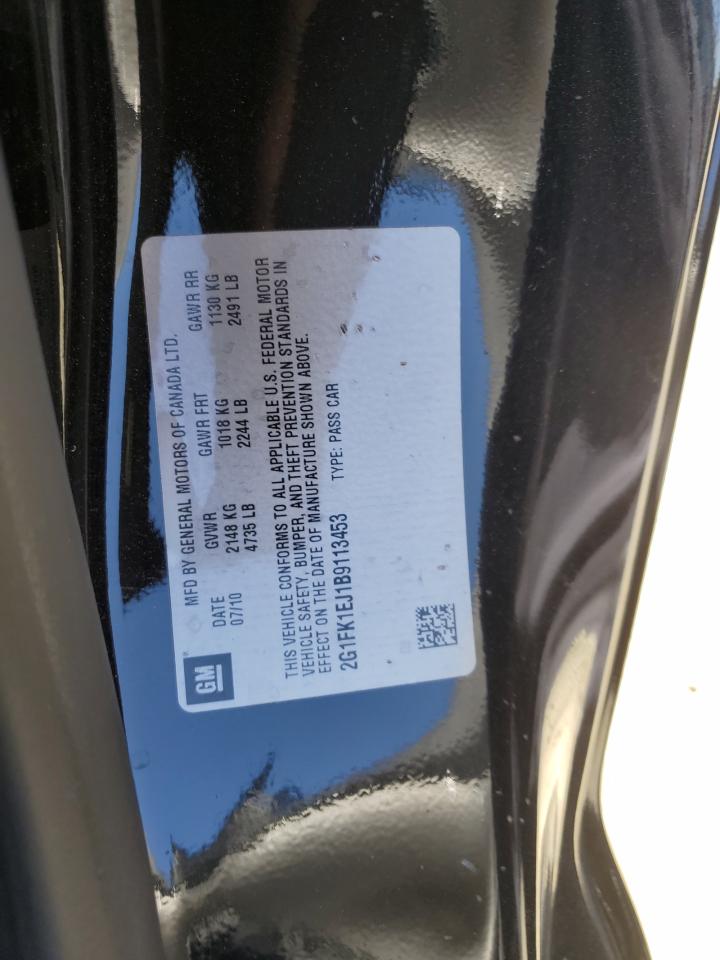 GM
MFD BY GENERAL MOTORS OF CANADA LTD.
DATE GVWR GAWR FRT GAWR RR
07/10 2148 KG 1018 KG 1130 KG
4735 LB 2244 LB 2491 LB
THIS VEHICLE CONFORMS TO ALL APPLICABLE U.S. FEDERAL MOTOR
VEHICLE SAFETY, BUMPER, AND THEFT PREVENTION STANDARDS IN
EFFECT ON THE DATE OF MANUFACTURE SHOWN ABOVE.
2G1FK1EJ1B9113453 TYPE: PASS CAR